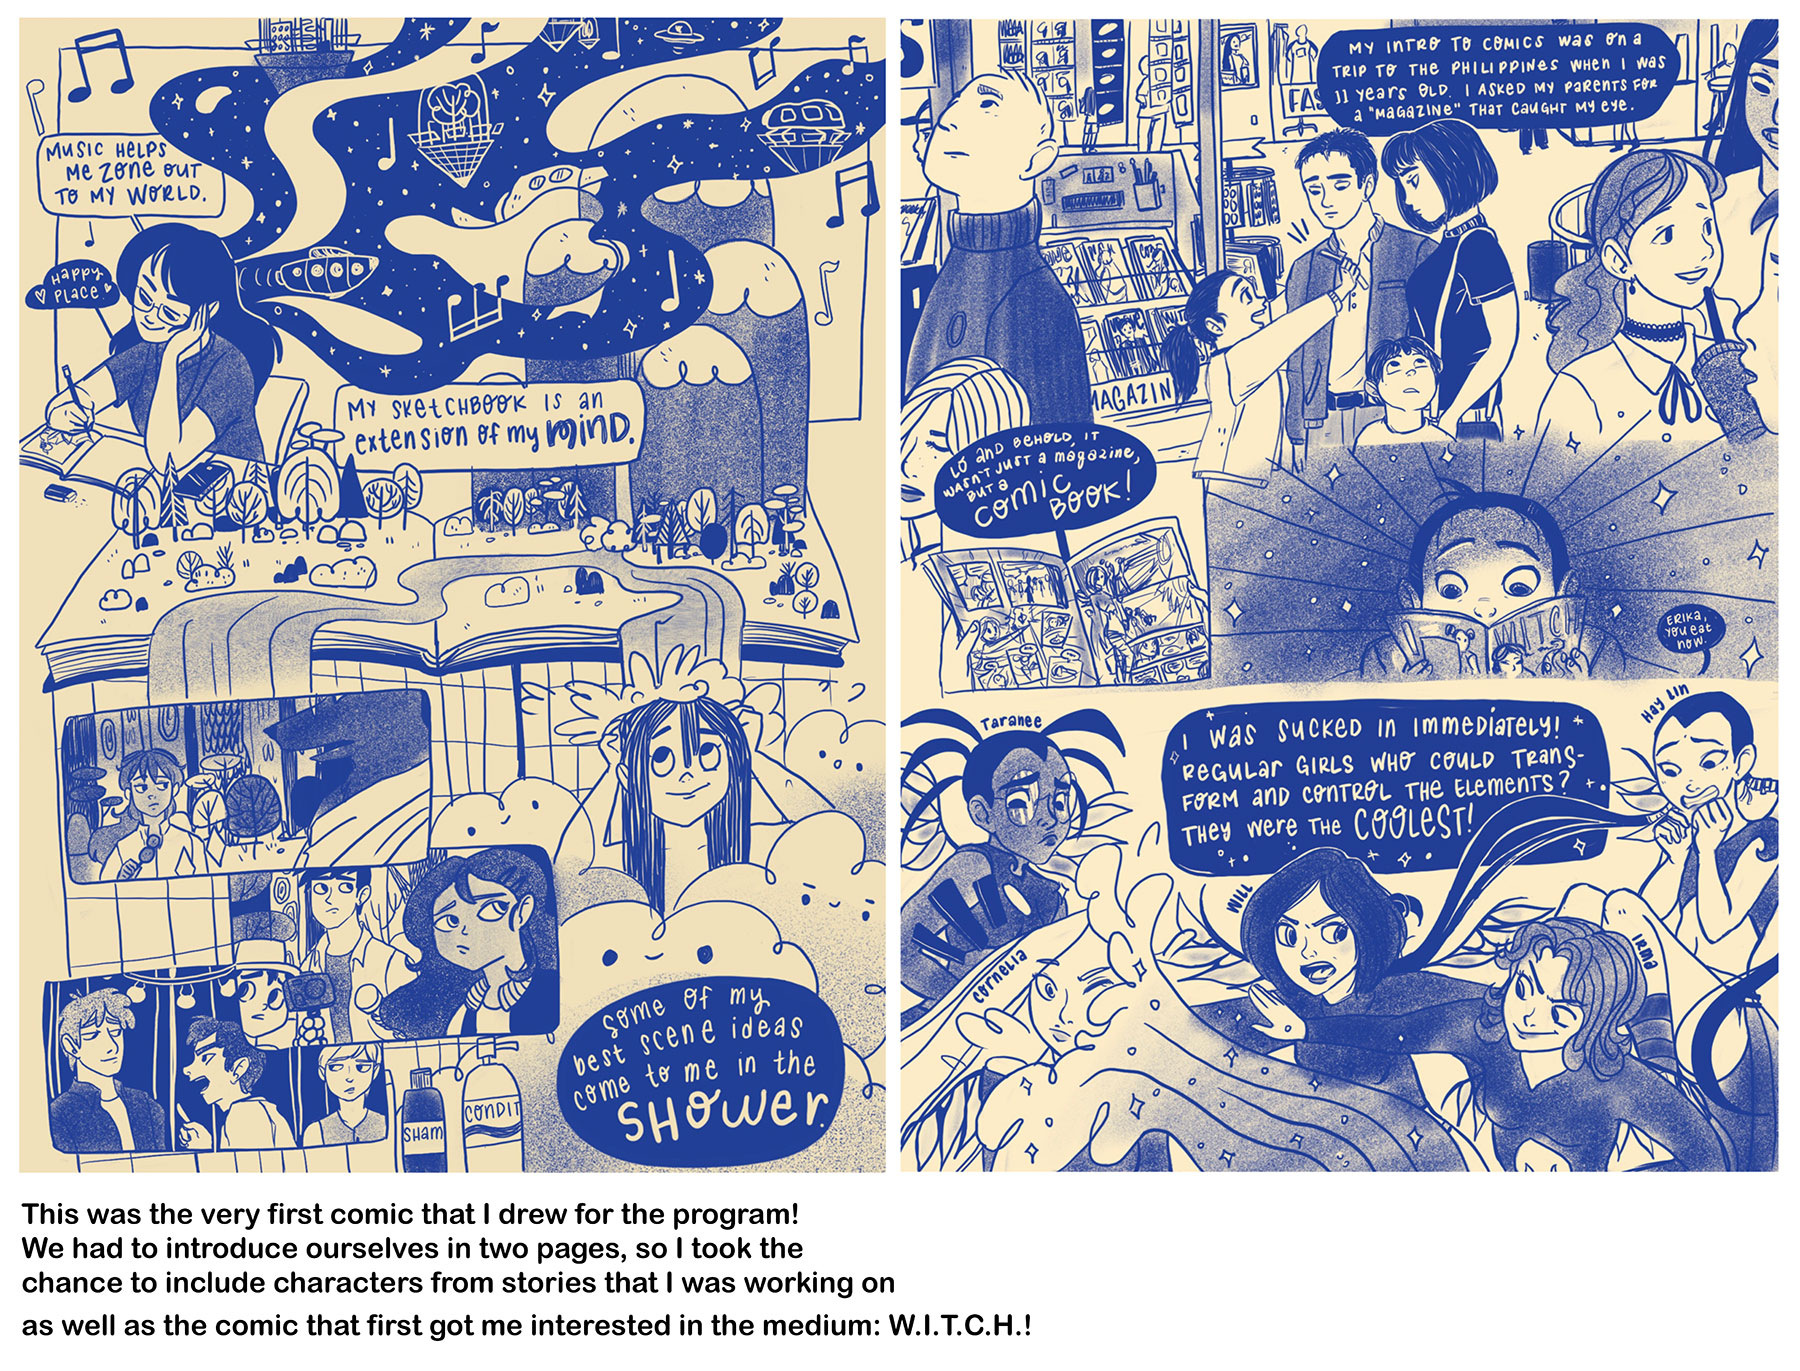 MUSIC HELPS
ME ZONE OUT
TO MY WORLD.
HAPPY
PLACE
MY SKETCHBOOK IS AN
EXTENSION OF MY MIND.
SOME OF MY
BEST SCENE IDEAS
COME TO ME IN THE
SHOWER.
SHAM
CONDIT
MY INTRO TO COMICS WAS ON A
TRIP TO THE PHILIPPINES WHEN I WAS
11 YEARS OLD. I ASKED MY PARENTS FOR
A "MAGAZINE" THAT CAUGHT MY EYE.
FAS
MAGAZIN
LO AND BEHOLD, IT
WASN'T JUST A MAGAZINE,
BUT A
COMIC
BOOK!
WITCH
ERIKA,
YOU EAT
NOW.
I WAS SUCKED IN IMMEDIATELY!
REGULAR GIRLS WHO COULD TRANS-
FORM AND CONTROL THE ELEMENTS?
THEY WERE THE COOLEST!
Taranee
HAY LIN
WILL
CORNELIA
IRMA
This was the very first comic that I drew for the program!
We had to introduce ourselves in two pages, so I took the
chance to include characters from stories that I was working on
as well as the comic that first got me interested in the medium: W.I.T.C.H.!